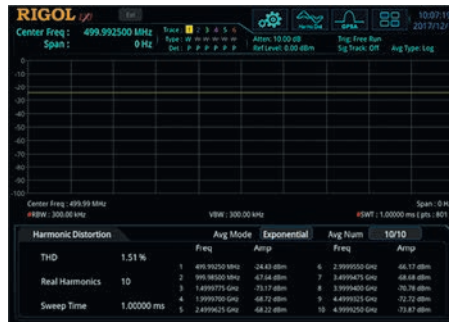 RIGOL
Ext
10:07:19
2017/12/
Center Freq : 499.992500 MHz
Span : 0 Hz
Trace : 1 2 3 4 5 6
Type : W
Det : P P P P P P
Atten: 10.00 dB
Ref Level: 0.00 dBm
Trig: Free Run
Sig Track: Off
Avg Type: Log
Harmo Dist
GPSA
0
-10
-20
-30
-40
-50
-60
-70
-80
-90
-100
Center Freq : 499.99 MHz
Span : 0 H
#RBW : 300.00 kHz
VBW : 300.00 kHz
#SWT : 1.00000 ms ( pts : 801
Harmonic Distortion
Avg Mode Exponential
Avg Num 10/10
THD 1.51 %
Real Harmonics 10
Sweep Time 1.00000 ms
Freq Amp Freq Amp
1 499.99250 MHz -24.43 dBm 6 2.9999550 GHz -66.17 dBm
2 999.98500 MHz -67.64 dBm 7 3.4999475 GHz -68.68 dBm
3 1.4999775 GHz -73.17 dBm 8 3.9999400 GHz -70.78 dBm
4 1.9999700 GHz -68.72 dBm 9 4.4999325 GHz -72.72 dBm
5 2.4999625 GHz -68.22 dBm 10 4.9999250 GHz -73.87 dBm